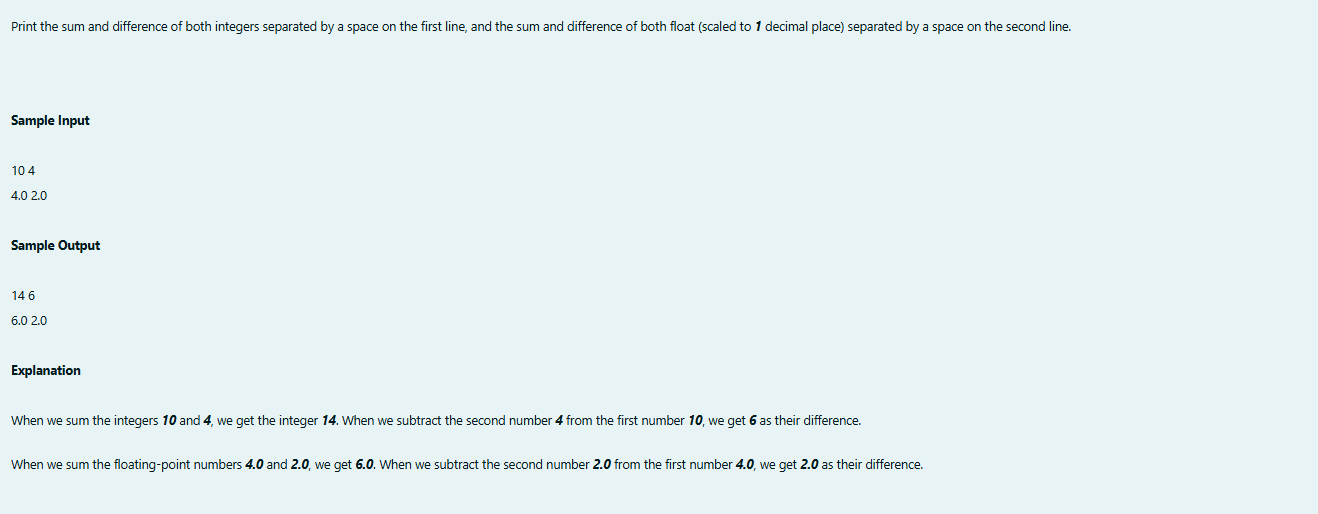 Print the sum and difference of both integers separated by a space on the first line, and the sum and difference of both float (scaled to 1 decimal place) separated by a space on the second line.
Sample Input
10 4
4.0 2.0
Sample Output
14 6
6.0 2.0
Explanation
When we sum the integers 10 and 4, we get the integer 14. When we subtract the second number 4 from the first number 10, we get 6 as their difference.
When we sum the floating-point numbers 4.0 and 2.0, we get 6.0. When we subtract the second number 2.0 from the first number 4.0, we get 2.0 as their difference.